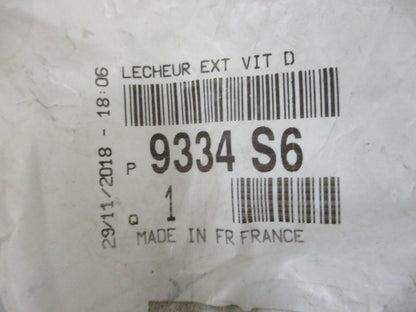 LECHEUR EXT VIT D
P 9334 S6
Q 1
MADE IN FR FRANCE
29/11/2018 - 18:06